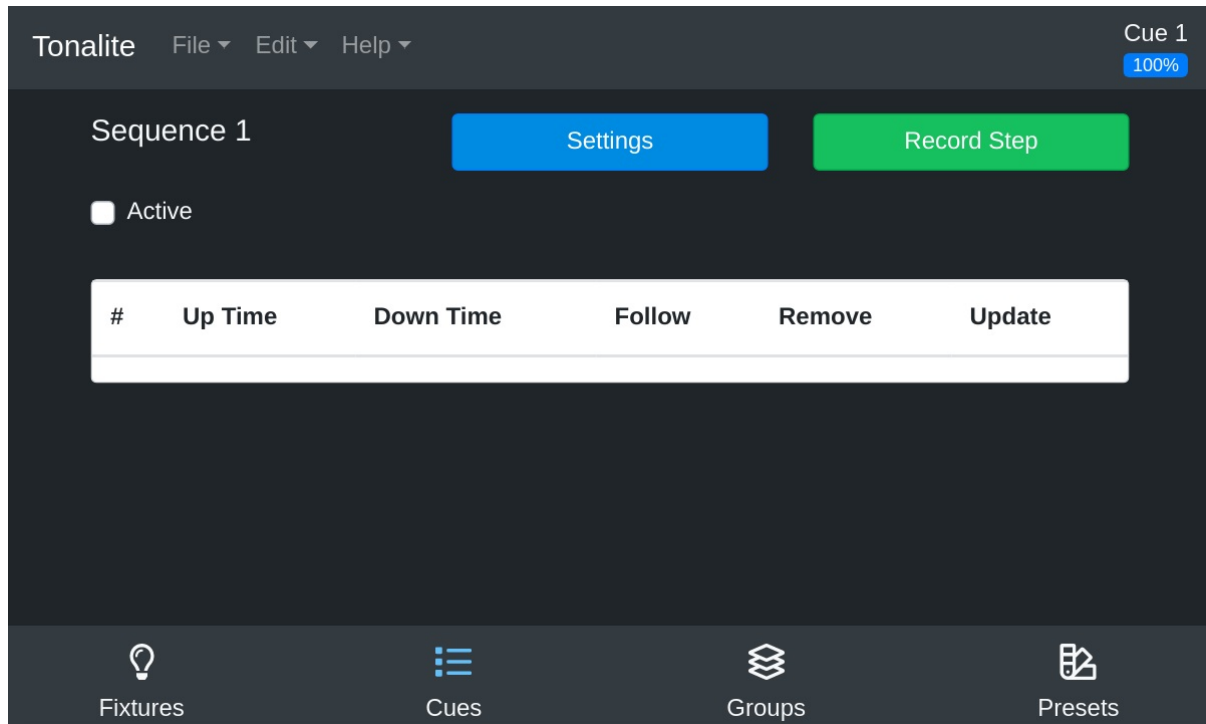 Tonalite File Edit Help Cue 1
100%
Sequence 1 Settings Record Step
Active
# Up Time Down Time Follow Remove Update
Fixtures Cues Groups Presets